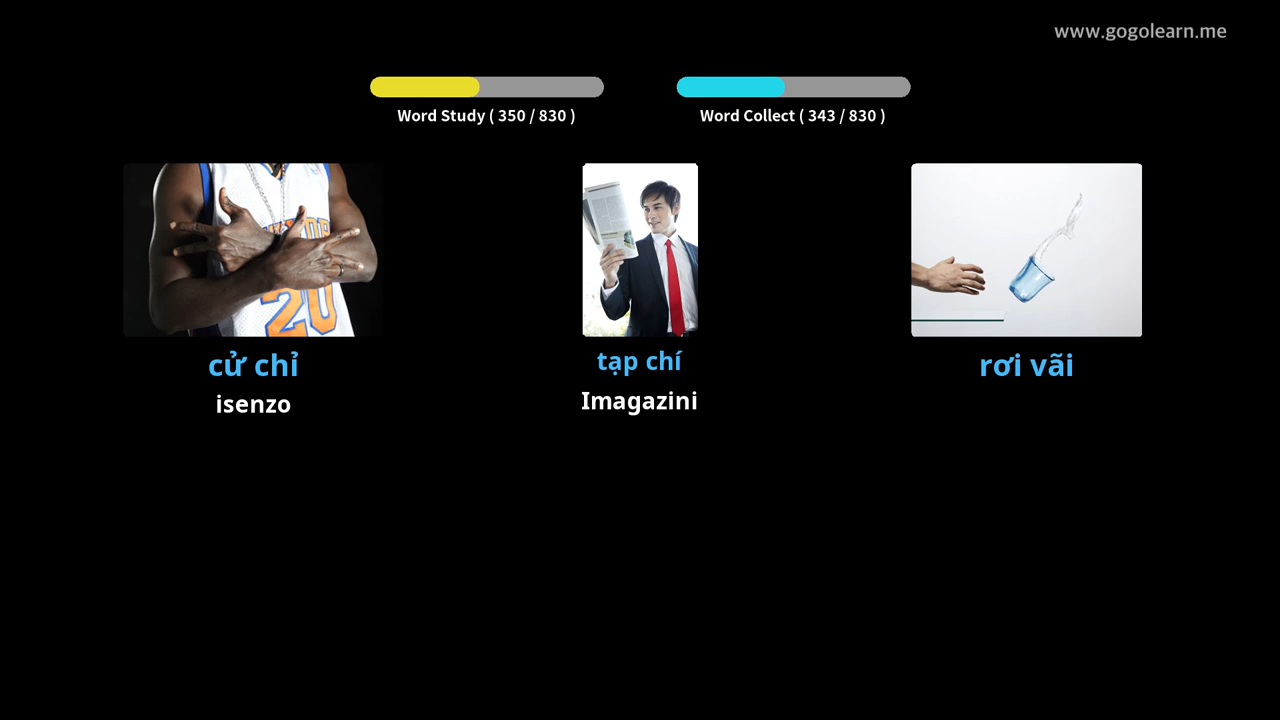 www.gogolearn.me
Word Study ( 350 / 830 )
Word Collect ( 343 / 830 )
20
cử chỉ
tạp chí
rơi vãi
isenzo
Imagazini